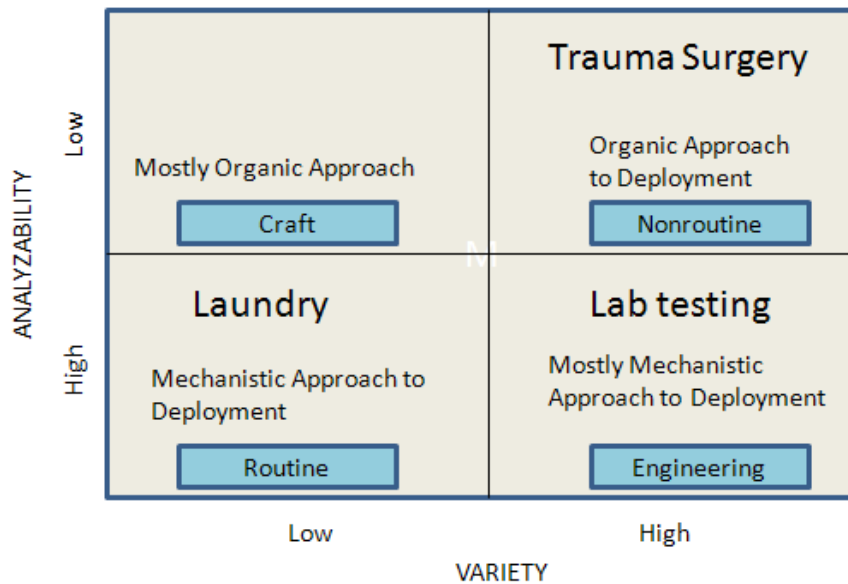 Trauma Surgery
Low
Mostly Organic Approach
Organic Approach
to Deployment
Craft
Nonroutine
M
ANALYZABILITY
Laundry
Lab testing
High
Mechanistic Approach to
Deployment
Mostly Mechanistic
Approach to Deployment
Routine
Engineering
Low
High
VARIETY